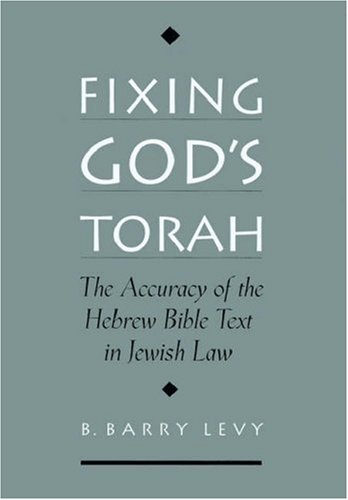 FIXING
GOD'S
TORAH
The Accuracy of the
Hebrew Bible Text
in Jewish Law
B. BARRY LEVY